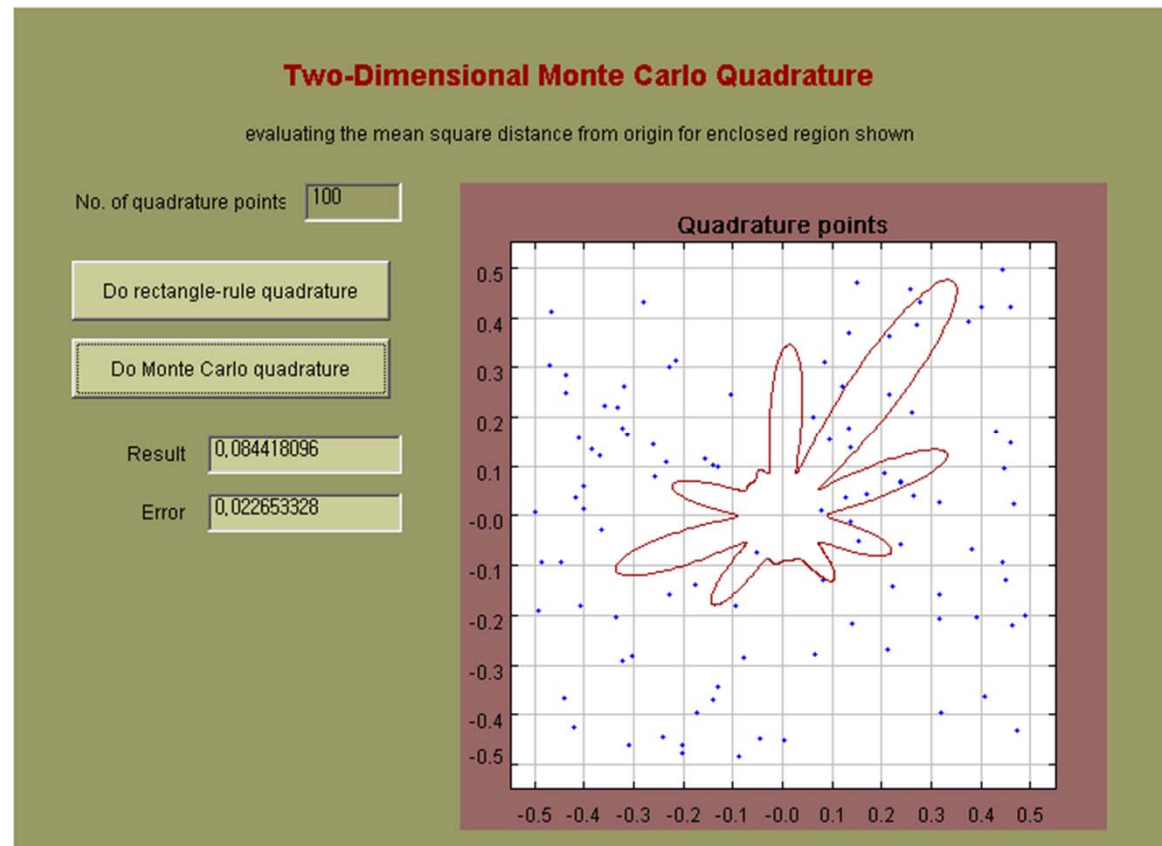 Two-Dimensional Monte Carlo Quadrature
evaluating the mean square distance from origin for enclosed region shown
No. of quadrature points 100
Do rectangle-rule quadrature
Do Monte Carlo quadrature
Result 0,084418096
Error 0,022653328
Quadrature points
0.5
0.4
0.3
0.2
0.1
-0.0
-0.1
-0.2
-0.3
-0.4
-0.5
-0.5 -0.4 -0.3 -0.2 -0.1 -0.0 0.1 0.2 0.3 0.4 0.5